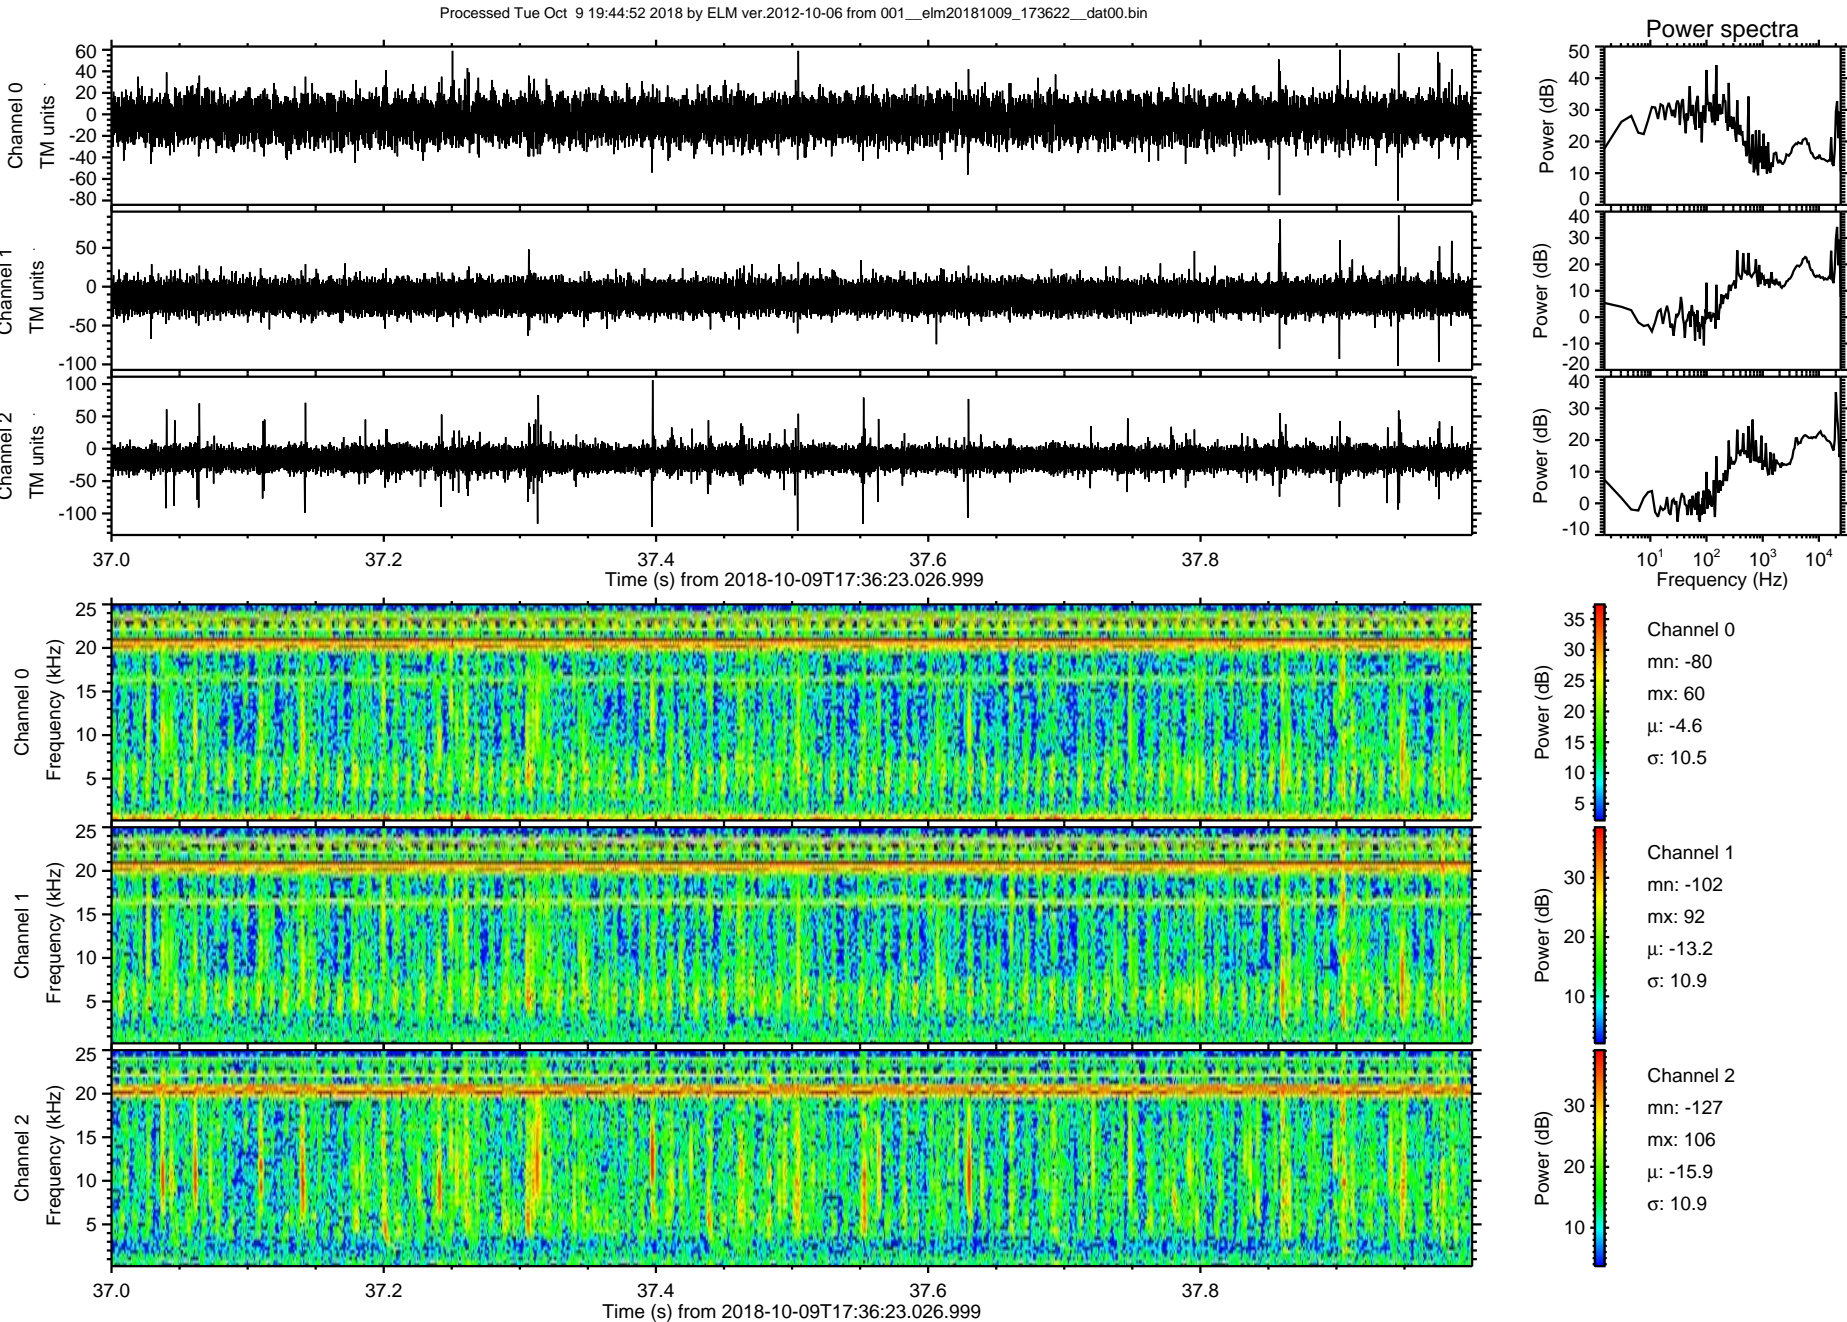 Processed Tue Oct  9 19:44:52 2018 by ELM ver.2012-10-06 from 001__elm20181009_173622__dat00.bin
Power spectra
Channel 0
TM units
60
40
20
0
-20
-40
-60
-80
Power (dB)
50
40
30
20
10
0
Channel 1
TM units
50
0
-50
-100
Power (dB)
40
30
20
10
0
-10
-20
Channel 2
TM units
100
50
0
-50
-100
Power (dB)
40
30
20
10
0
-10
37.0 37.2 37.4 37.6 37.8
Time (s) from 2018-10-09T17:36:23.026.999
10¹ 10² 10³ 10⁴
Frequency (Hz)
Channel 0
Frequency (kHz)
25
20
15
10
5
Power (dB)
35
30
25
20
15
10
5
Channel 0
mn: -80
mx: 60
μ: -4.6
σ: 10.5
Channel 1
Frequency (kHz)
25
20
15
10
5
Power (dB)
30
20
10
Channel 1
mn: -102
mx: 92
μ: -13.2
σ: 10.9
Channel 2
Frequency (kHz)
25
20
15
10
5
Power (dB)
30
20
10
Channel 2
mn: -127
mx: 106
μ: -15.9
σ: 10.9
37.0 37.2 37.4 37.6 37.8
Time (s) from 2018-10-09T17:36:23.026.999